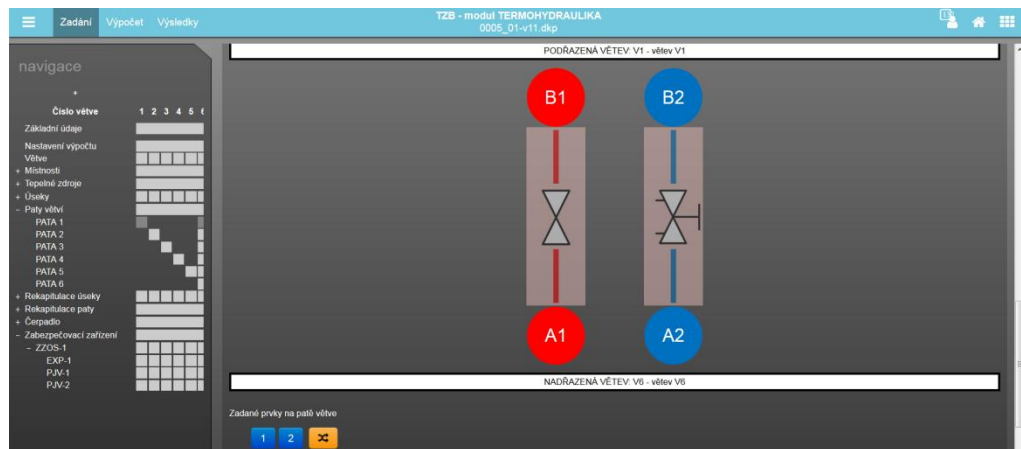 Zadání Výpočet Výsledky
TZB - modul TERMOHYDRAULIKA
0005_01-v11.dkp
navigace
+
Číslo větve 1 2 3 4 5
Základní údaje
Nastavení výpočtu
Větve
+ Místnosti
+ Tepelné zdroje
+ Úseky
- Paty větví
PATA 1
PATA 2
PATA 3
PATA 4
PATA 5
PATA 6
+ Rekapitulace úseky
+ Rekapitulace paty
+ Čerpadlo
- Zabezpečovací zařízení
- ZZOS-1
EXP-1
PJV-1
PJV-2
PODŘAZENÁ VĚTEV: V1 - větev V1
B1 B2
A1 A2
NADŘAZENÁ VĚTEV: V6 - větev V6
Zadané prvky na patě větve
1 2